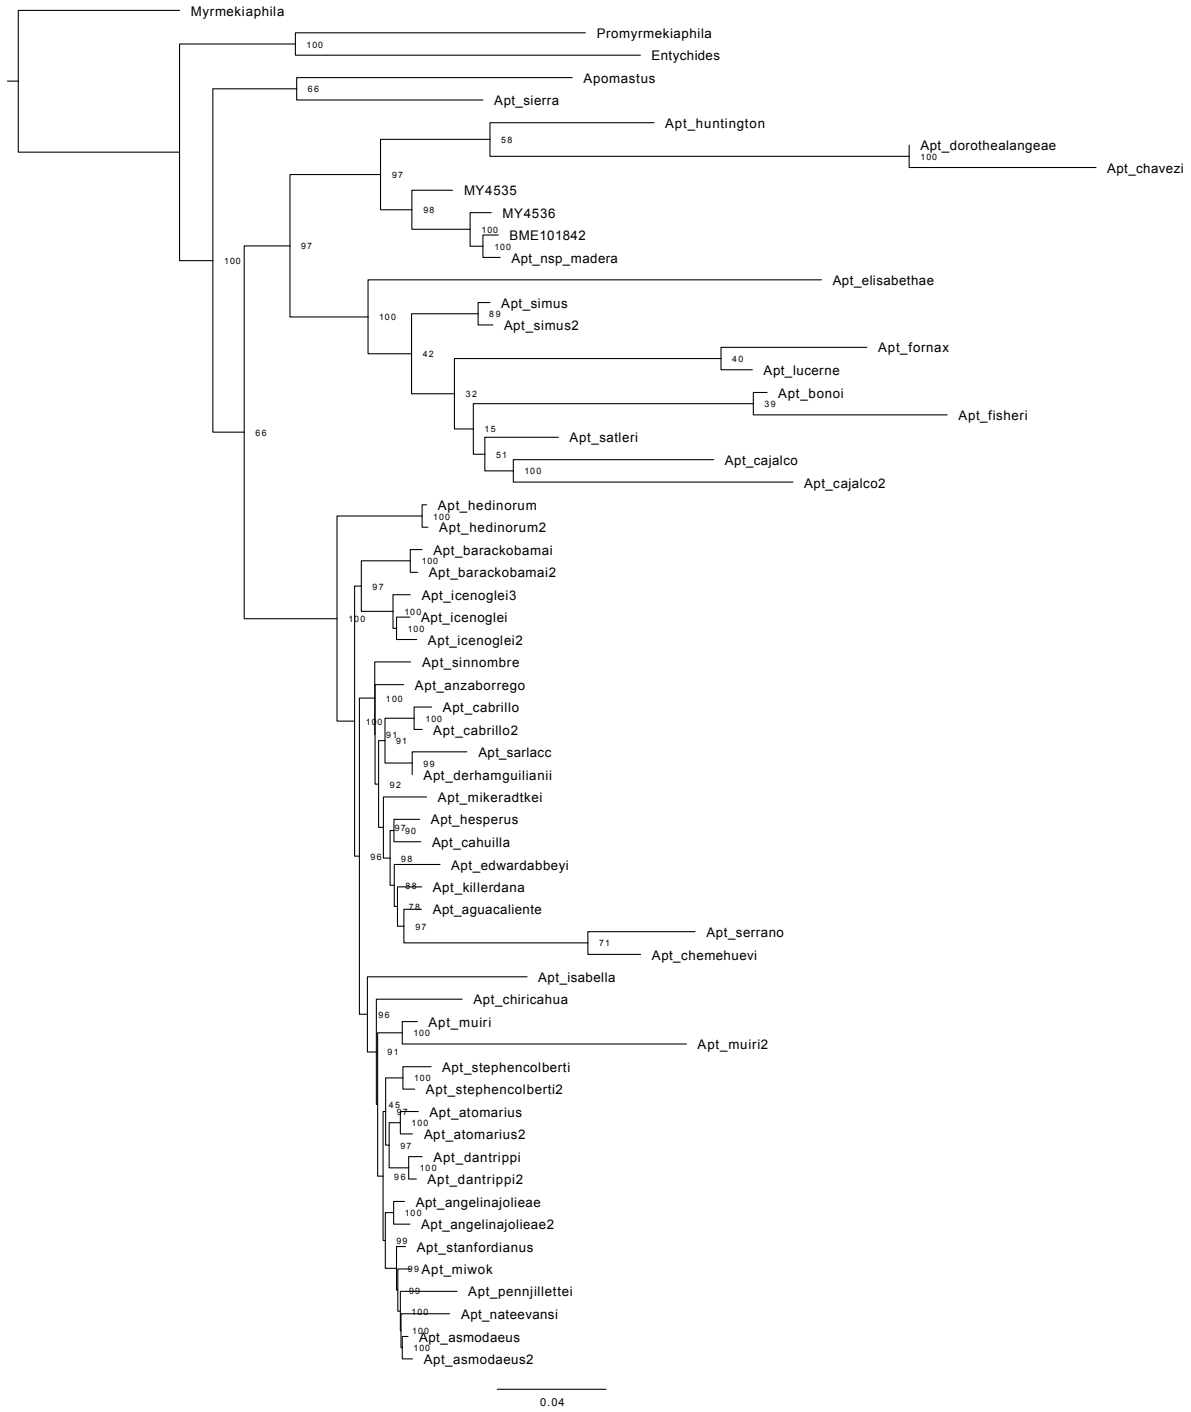 Myrmekiaphila
Promyrmekiaphila
100
Entychides
Apomastus
66
Apt_sierra
Apt_huntington
58
Apt_dorothealangeae
100
Apt_chavezi
97
MY4535
98
MY4536
100
BME101842
100
Apt_nsp_madera
97
100
Apt_elisabethae
Apt_simus
89
Apt_simus2
100
42
Apt_fornax
40
Apt_lucerne
32
Apt_bonoi
39
Apt_fisheri
15
Apt_satleri
51
Apt_cajalco
100
Apt_cajalco2
66
Apt_hedinorum
100
Apt_hedinorum2
Apt_barackobamai
100
Apt_barackobamai2
97
Apt_icenoglei3
100
Apt_icenoglei
100
100
Apt_icenoglei2
Apt_sinnombre
Apt_anzaborrego
100
Apt_cabrillo
100
100
Apt_cabrillo2
91
91
Apt_sarlacc
99
Apt_derhamguilianii
92
Apt_mikeradtkei
Apt_hesperus
97
90
Apt_cahuilla
96
98
Apt_edwardabbeyi
88
Apt_killerdana
78
Apt_aguacaliente
97
Apt_serrano
71
Apt_chemehuevi
Apt_isabella
Apt_chiricahua
96
Apt_muiri
100
Apt_muiri2
91
Apt_stephencolberti
100
Apt_stephencolberti2
45
97
Apt_atomarius
100
Apt_atomarius2
97
Apt_dantrippi
100
96
Apt_dantrippi2
Apt_angelinajolieae
100
Apt_angelinajolieae2
99
Apt_stanfordianus
99
Apt_miwok
99
Apt_pennjillettei
100
Apt_nateevansi
100
Apt_asmodaeus
100
Apt_asmodaeus2
0.04